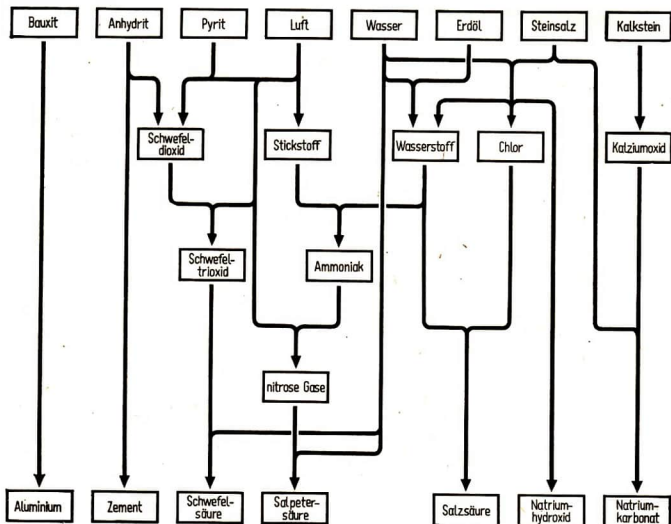 Bauxit
Anhydrit
Pyrit
Luft
Wasser
Erdöl
Steinsalz
Kalkstein
Schwefel-
dioxid
Stickstoff
Wasserstoff
Chlor
Kalziumoxid
Schwefel-
trioxid
Ammoniak
nitrose Gase
Aluminium
Zement
Schwefel-
säure
Salpeter-
säure
Salzsäure
Natrium-
hydroxid
Natrium-
karbonat